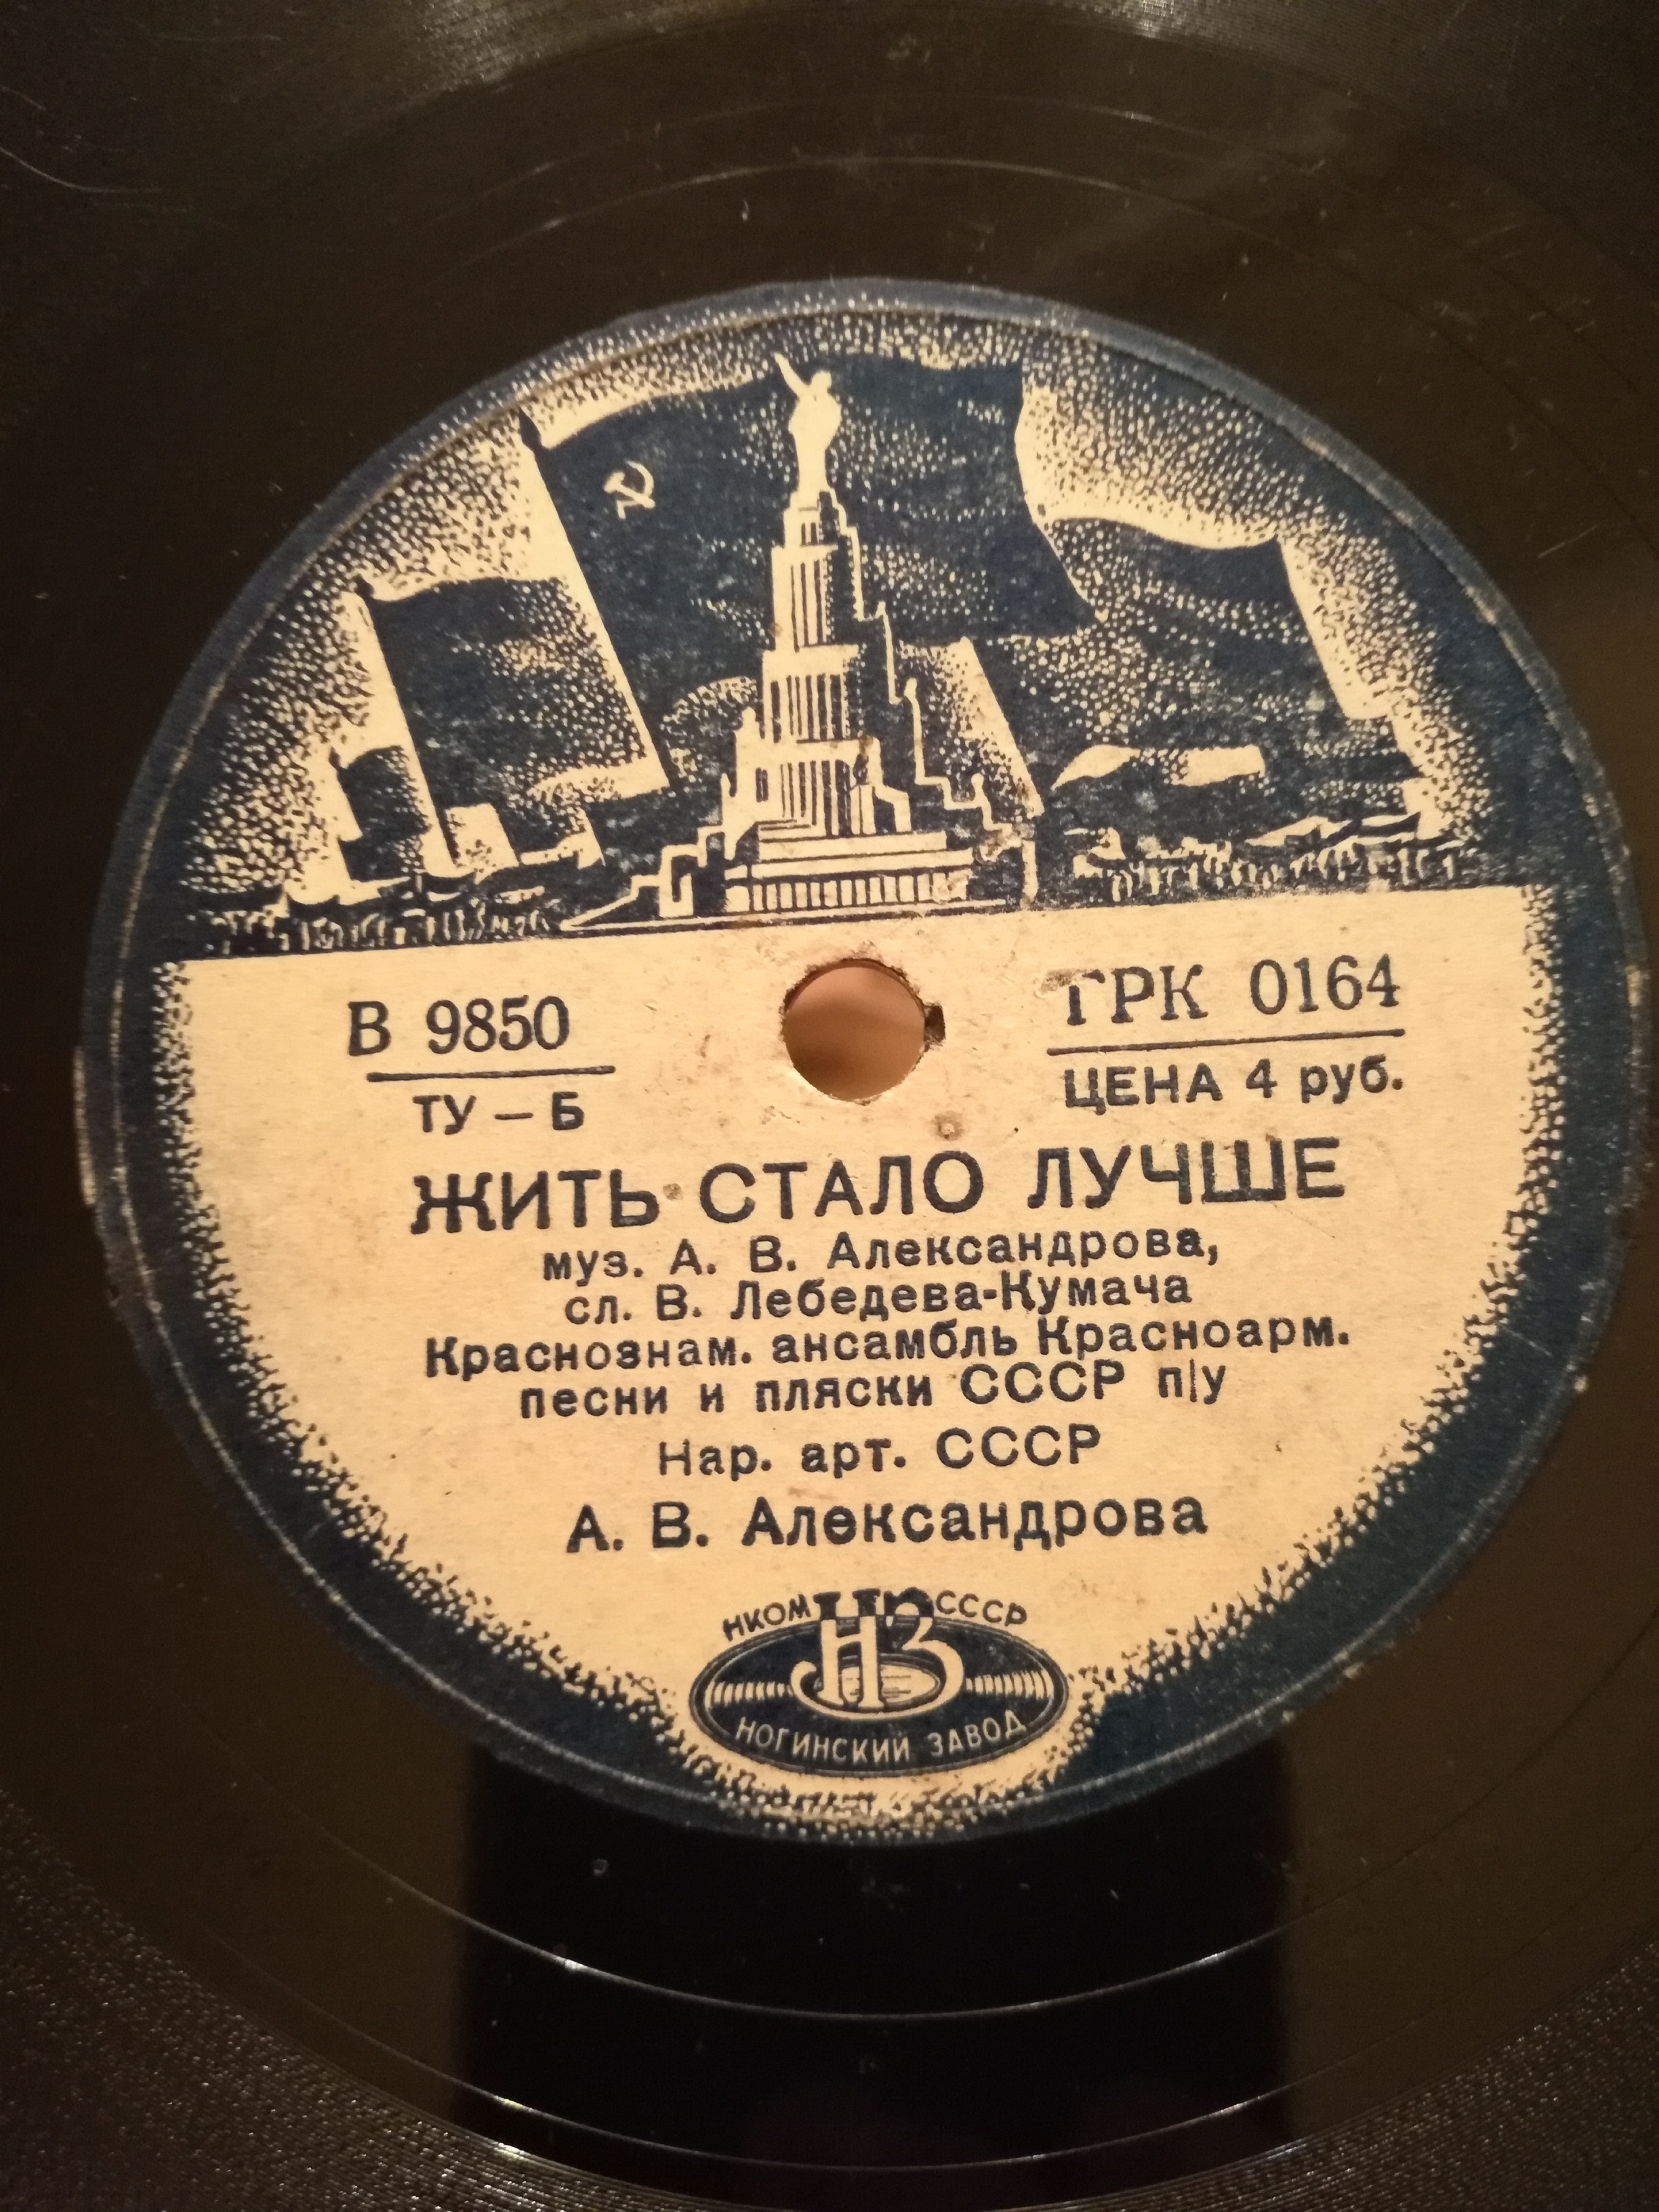 В 9850
ТУ – Б
ГРК 0164
ЦЕНА 4 руб.
ЖИТЬ СТАЛО ЛУЧШЕ
муз. А. В. Александрова,
сл. В. Лебедева-Кумача
Краснознам. ансамбль Красноарм.
песни и пляски СССР п/у
Нар. арт. СССР
А. В. Александрова
НКОМ СССР
НЗ
НОГИНСКИЙ ЗАВОД